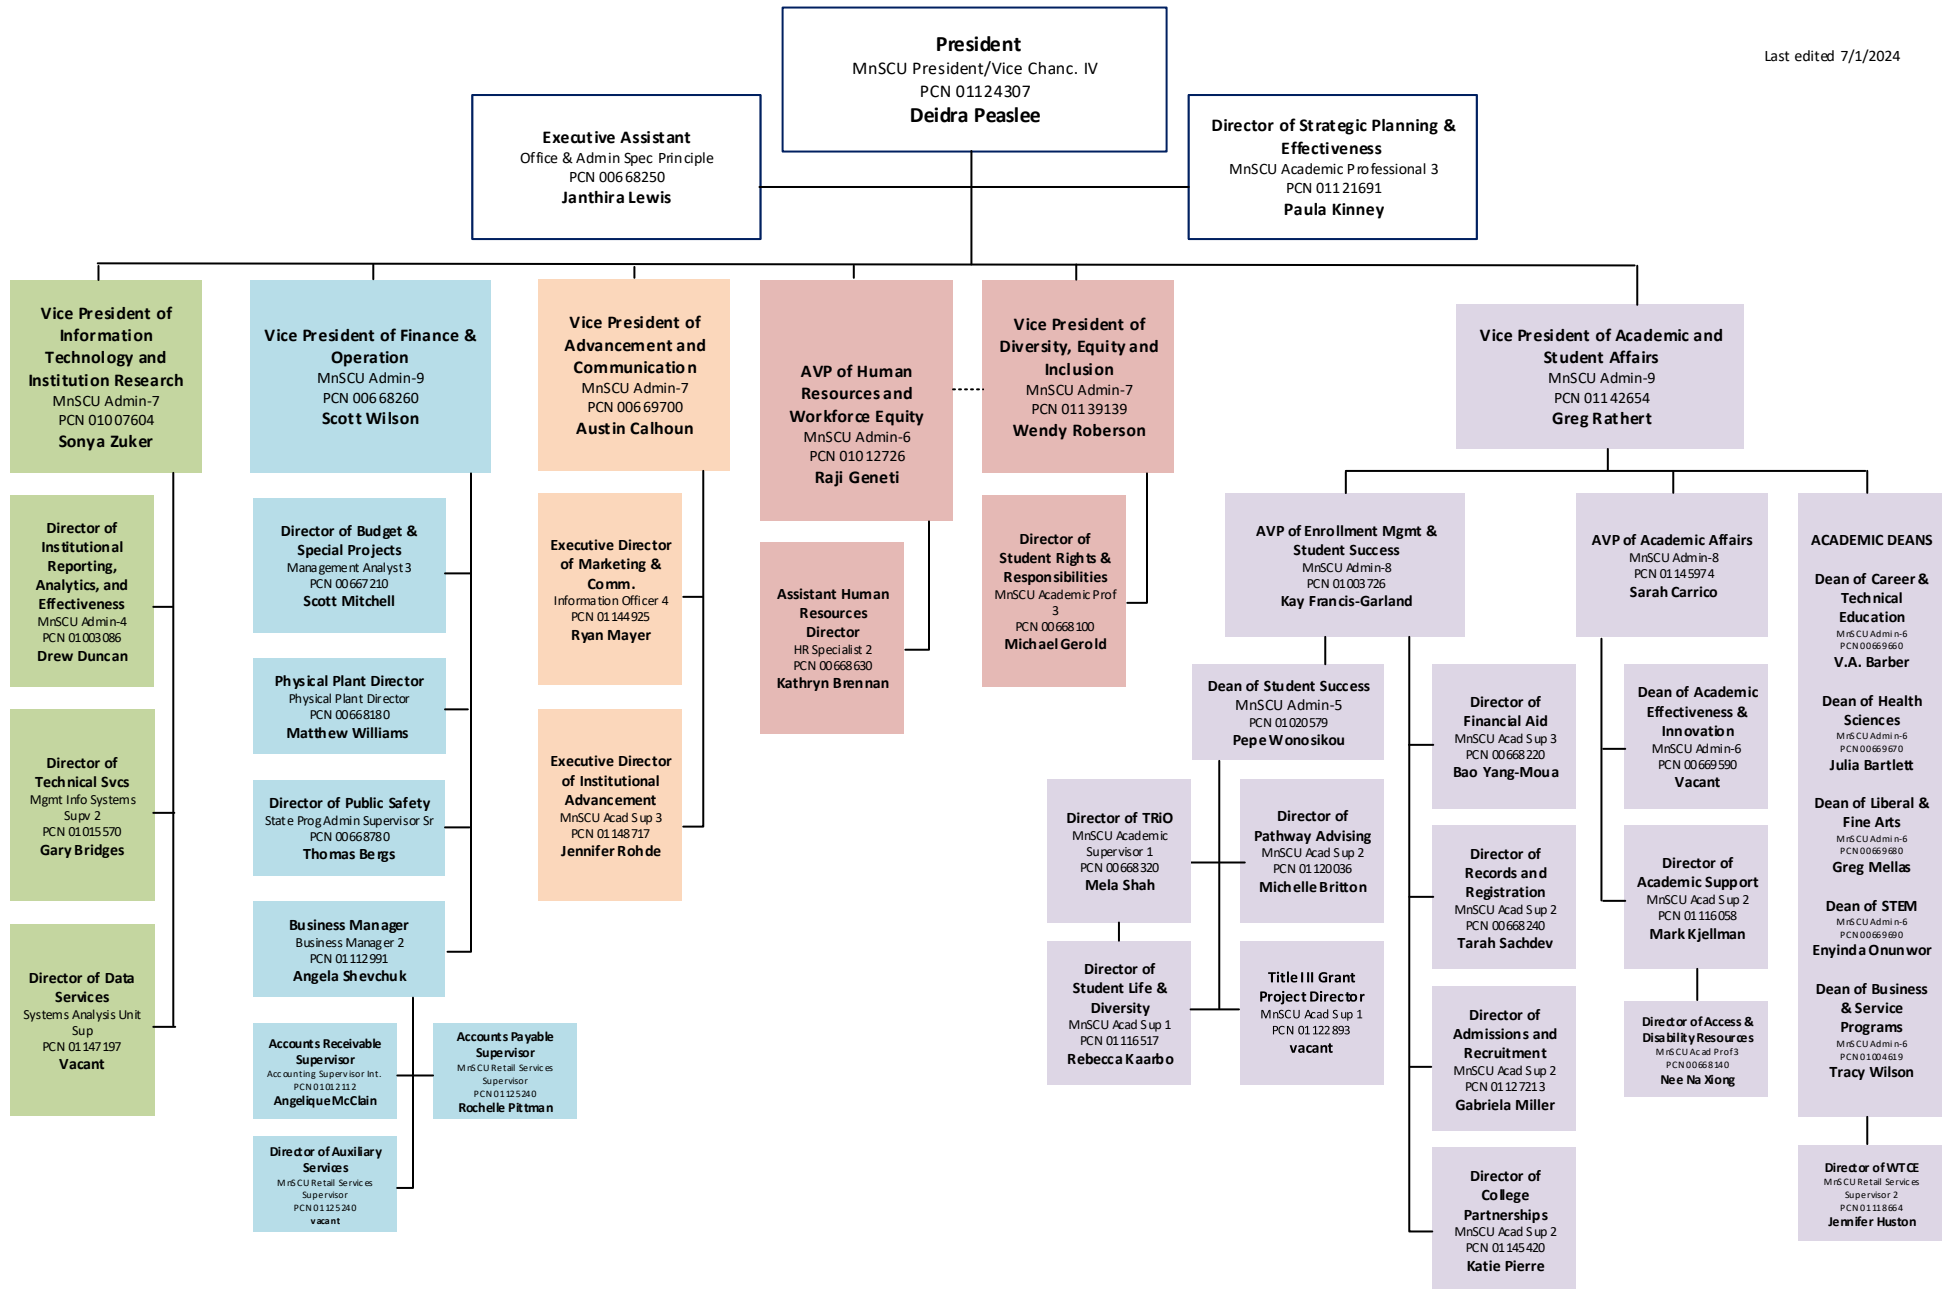 President
MnSCU President/Vice Chanc. IV
PCN 01124307
Deidra Peaslee
Last edited 7/1/2024
Executive Assistant
Office & Admin Spec Principle
PCN 00668250
Janthira Lewis
Director of Strategic Planning &
Effectiveness
MnSCU Academic Professional 3
PCN 01121691
Paula Kinney
Vice President of
Information
Technology and
Institution Research
MnSCU Admin-7
PCN 01007604
Sonya Zuker
Vice President of Finance &
Operation
MnSCU Admin-9
PCN 00668260
Scott Wilson
Vice President of
Advancement and
Communication
MnSCU Admin-7
PCN 00669700
Austin Calhoun
AVP of Human
Resources and
Workforce Equity
MnSCU Admin-6
PCN 01012726
Raji Geneti
Vice President of
Diversity, Equity and
Inclusion
MnSCU Admin-7
PCN 01139139
Wendy Roberson
Vice President of Academic and
Student Affairs
MnSCU Admin-9
PCN 01142654
Greg Rathert
Director of
Institutional
Reporting,
Analytics, and
Effectiveness
MnSCU Admin-4
PCN 01003086
Drew Duncan
Director of
Technical Svcs
Mgmt Info Systems
Supv 2
PCN 01015570
Gary Bridges
Director of Data
Services
Systems Analysis Unit
Sup
PCN 01147197
Vacant
Director of Budget &
Special Projects
Management Analyst 3
PCN 00667210
Scott Mitchell
Physical Plant Director
Physical Plant Director
PCN 00668180
Matthew Williams
Director of Public Safety
State Prog Admin Supervisor Sr
PCN 00668780
Thomas Bergs
Business Manager
Business Manager 2
PCN 01112991
Angela Shevchuk
Accounts Receivable
Supervisor
Accounting Supervisor Int.
PCN 01012112
Angelique McClain
Accounts Payable
Supervisor
MnSCU Retail Services
Supervisor
PCN 01125240
Rochelle Pittman
Director of Auxiliary
Services
MnSCU Retail Services
Supervisor
PCN 01125240
vacant
Executive Director
of Marketing &
Comm.
Information Officer 4
PCN 01144925
Ryan Mayer
Executive Director
of Institutional
Advancement
MnSCU Acad Sup 3
PCN 01148717
Jennifer Rohde
Assistant Human
Resources
Director
HR Specialist 2
PCN 00668630
Kathryn Brennan
Director of
Student Rights &
Responsibilities
MnSCU Academic Prof
3
PCN 00668100
Michael Gerold
AVP of Enrollment Mgmt &
Student Success
MnSCU Admin-8
PCN 01003726
Kay Francis-Garland
Dean of Student Success
MnSCU Admin-5
PCN 01020579
Pepe Wonosikou
Director of TRiO
MnSCU Academic
Supervisor 1
PCN 00668320
Mela Shah
Director of
Pathway Advising
MnSCU Acad Sup 2
PCN 01120036
Michelle Britton
Director of
Student Life &
Diversity
MnSCU Acad Sup 1
PCN 01116517
Rebecca Kaarbo
Title III Grant
Project Director
MnSCU Acad Sup 1
PCN 01122893
vacant
Director of
Financial Aid
MnSCU Acad Sup 3
PCN 00668220
Bao Yang-Moua
Director of
Records and
Registration
MnSCU Acad Sup 2
PCN 00668240
Tarah Sachdev
Director of
Admissions and
Recruitment
MnSCU Acad Sup 2
PCN 01127213
Gabriela Miller
Director of
College
Partnerships
MnSCU Acad Sup 2
PCN 01145420
Katie Pierre
AVP of Academic Affairs
MnSCU Admin-8
PCN 01145974
Sarah Carrico
Dean of Academic
Effectiveness &
Innovation
MnSCU Admin-6
PCN 00669590
Vacant
Director of
Academic Support
MnSCU Acad Sup 2
PCN 01116058
Mark Kjellman
Director of Access &
Disability Resources
MnSCU Acad Prof 3
PCN 00668140
Nee Na Xiong
ACADEMIC DEANS
Dean of Career &
Technical
Education
MnSCU Admin-6
PCN 00669660
V.A. Barber
Dean of Health
Sciences
MnSCU Admin-6
PCN 00669670
Julia Bartlett
Dean of Liberal &
Fine Arts
MnSCU Admin-6
PCN 00669680
Greg Mellas
Dean of STEM
MnSCU Admin-6
PCN 00669690
Enyinda Onunwor
Dean of Business
& Service
Programs
MnSCU Admin-6
PCN 01004619
Tracy Wilson
Director of WTCE
MnSCU Retail Services
Supervisor 2
PCN 01118664
Jennifer Huston